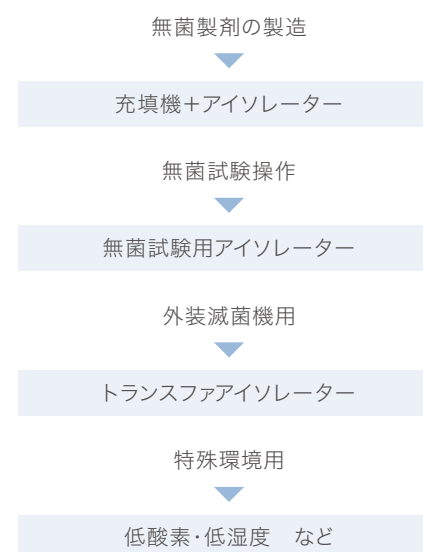 無菌製剤の製造
充填機＋アイソレーター
無菌試験操作
無菌試験用アイソレーター
外装滅菌機用
トランスファアイソレーター
特殊環境用
低酸素・低湿度　など